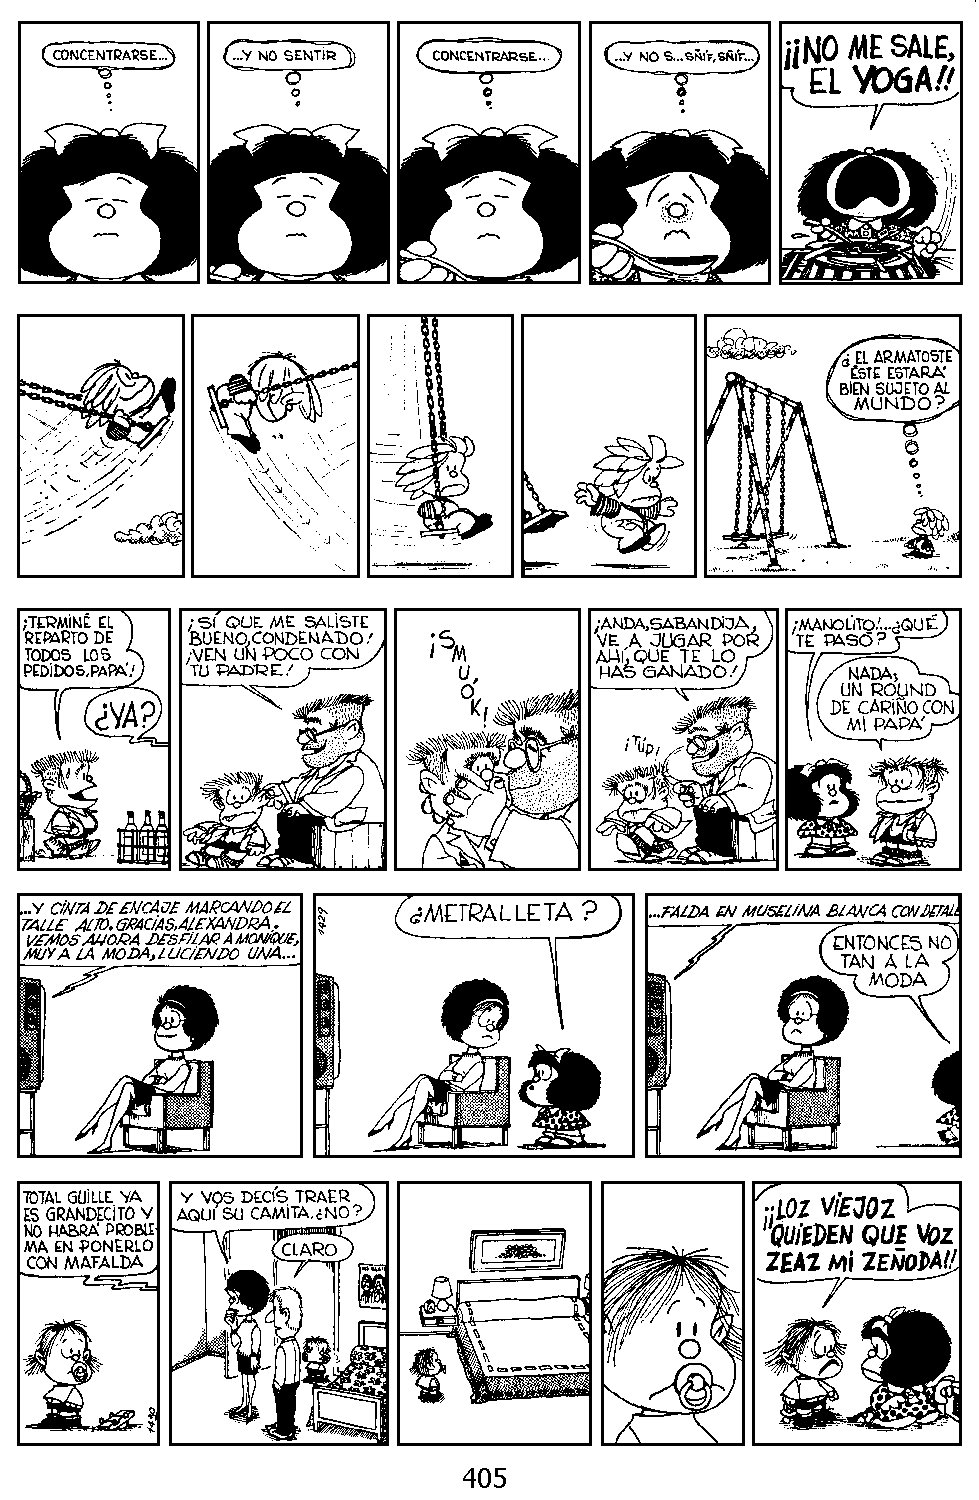 CONCENTRARSE...
...Y NO SENTIR
CONCENTRARSE...
...Y NO S...SÑIF, SÑIF...
¡¡NO ME SALE,
EL YOGA!!
¿EL ARMATOSTE
ESTE ESTARÁ
BIEN SUJETO AL
MUNDO?
¡TERMINÉ EL
REPARTO DE
TODOS LOS
PEDIDOS, PAPÁ!
¿YA?
¡SÍ QUE ME SALISTE
BUENO, CONDENADO!
¡VEN UN POCO CON
TU PADRE!
¡SMUÓK!
¡ANDA, SABANDIJA,
VE A JUGAR POR
AHÍ, QUE TE LO
HAS GANADO!
¡TÚP!
¡MANOLITO!...¿QUÉ
TE PASÓ?
NADA,
UN ROUND
DE CARIÑO CON
MI PAPÁ
...Y CINTA DE ENCAJE MARCANDO EL
TALLE ALTO. GRACIAS, ALEXANDRA.
VEMOS AHORA DESFILAR A MONIQUE,
MUY A LA MODA, LUCIENDO UNA...
1429
¿METRALLETA?
...FALDA EN MUSELINA BLANCA CON DETALE
ENTONCES NO
TAN A LA
MODA
TOTAL GUILLE YA
ES GRANDECITO Y
NO HABRÁ PROBLE-
MA EN PONERLO
CON MAFALDA
1430
Y VOS DECÍS TRAER
AQUÍ SU CAMITA, ¿NO?
CLARO
¡¡LOZ VIEJOZ
QUIEDEN QUE VOZ
ZEAZ MI ZEÑODA!!
405